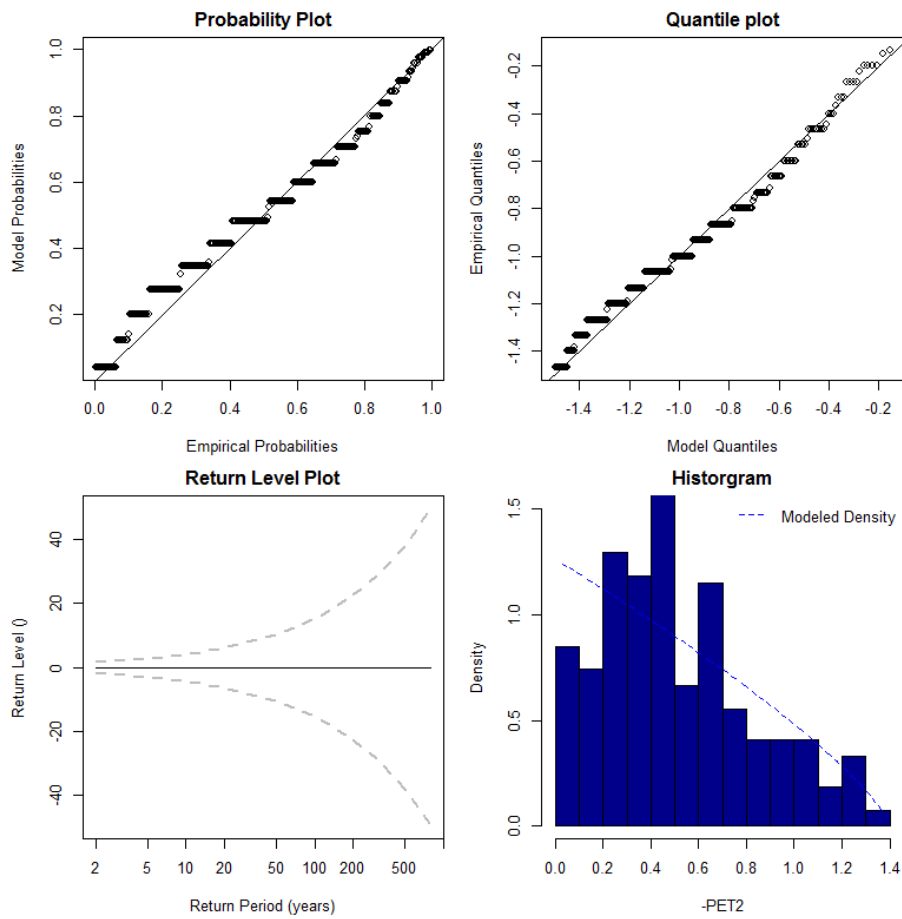 Probability Plot
Model Probabilities
0.2 0.4 0.6 0.8 1.0
0.0 0.2 0.4 0.6 0.8 1.0
Empirical Probabilities
Quantile plot
Empirical Quantiles
-1.4 -1.2 -1.0 -0.8 -0.6 -0.4 -0.2
-1.4 -1.2 -1.0 -0.8 -0.6 -0.4 -0.2
Model Quantiles
Return Level Plot
Return Level ()
-40 -20 0 20 40
2 5 10 20 50 100 200 500
Return Period (years)
Historgram
Modeled Density
Density
0.0 0.5 1.0 1.5
0.0 0.2 0.4 0.6 0.8 1.0 1.2 1.4
-PET2